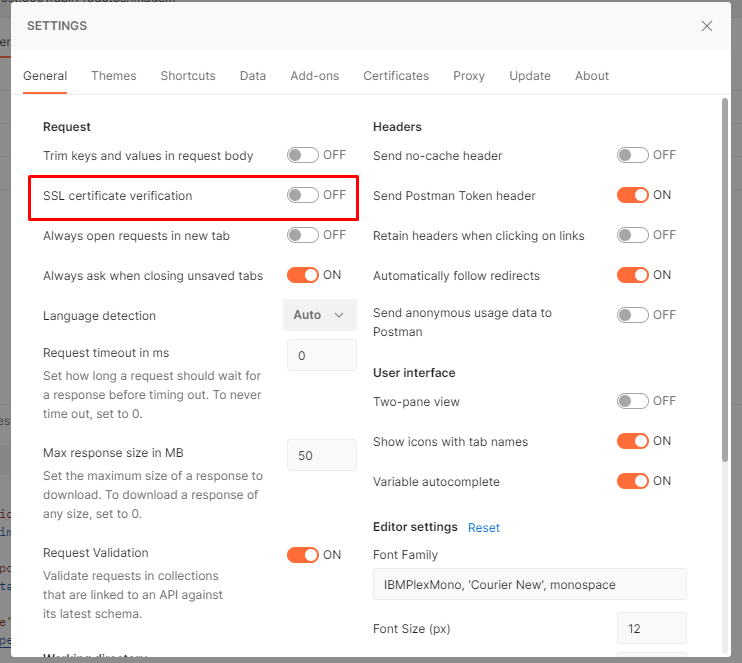 SETTINGS
General Themes Shortcuts Data Add-ons Certificates Proxy Update About
Request
Trim keys and values in request body OFF
SSL certificate verification OFF
Always open requests in new tab OFF
Always ask when closing unsaved tabs ON
Language detection Auto
Request timeout in ms
0
Set how long a request should wait for
a response before timing out. To never
time out, set to 0.
Max response size in MB
50
Set the maximum size of a response to
download. To download a response of
any size, set to 0.
Request Validation ON
Validate requests in collections
that are linked to an API against
its latest schema.
Working directory
Headers
Send no-cache header OFF
Send Postman Token header ON
Retain headers when clicking on links OFF
Automatically follow redirects ON
Send anonymous usage data to
Postman
OFF
User interface
Two-pane view OFF
Show icons with tab names ON
Variable autocomplete ON
Editor settings Reset
Font Family
IBMPlexMono, 'Courier New', monospace
Font Size (px) 12